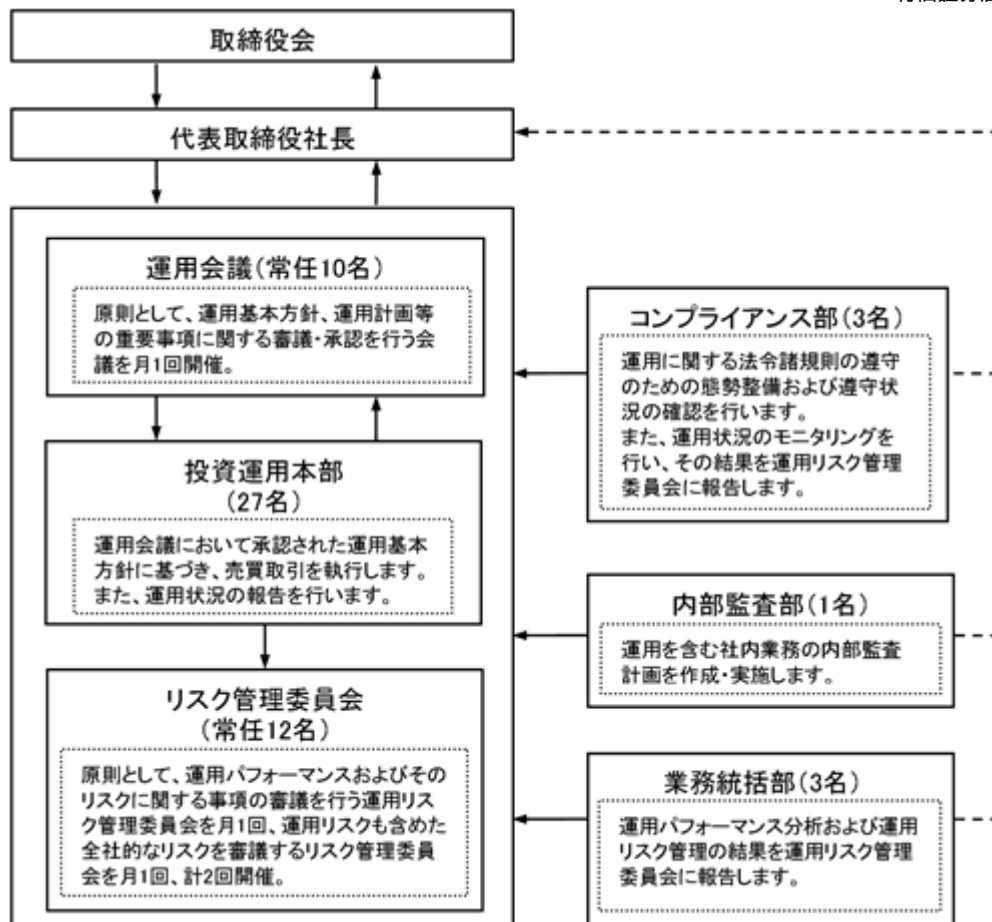 取締役会
代表取締役社長
運用会議(常任10名)
原則として、運用基本方針、運用計画等
の重要事項に関する審議・承認を行う会
議を月1回開催。
投資運用本部
(27名)
運用会議において承認された運用基本
方針に基づき、売買取引を執行します。
また、運用状況の報告を行います。
リスク管理委員会
(常任12名)
原則として、運用パフォーマンスおよびその
リスクに関する事項の審議を行う運用リス
ク管理委員会を月1回、運用リスクも含めた
全社的なリスクを審議するリスク管理委員
会を月1回、計2回開催。
コンプライアンス部(3名)
運用に関する法令諸規則の遵守
のための態勢整備および遵守状
況の確認を行います。
また、運用状況のモニタリングを
行い、その結果を運用リスク管理
委員会に報告します。
内部監査部(1名)
運用を含む社内業務の内部監査
計画を作成・実施します。
業務統括部(3名)
運用パフォーマンス分析および運用
リスク管理の結果を運用リスク管理
委員会に報告します。